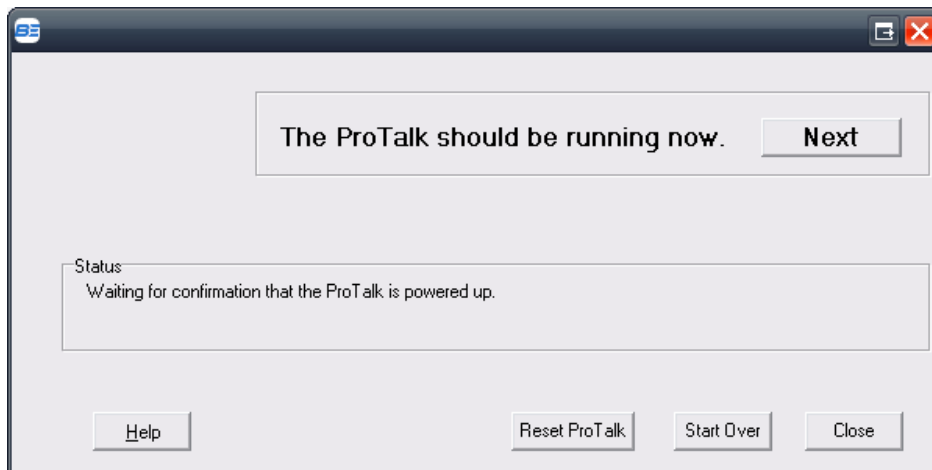 The ProTalk should be running now. Next
Status
Waiting for confirmation that the ProTalk is powered up.
Help Reset ProTalk Start Over Close